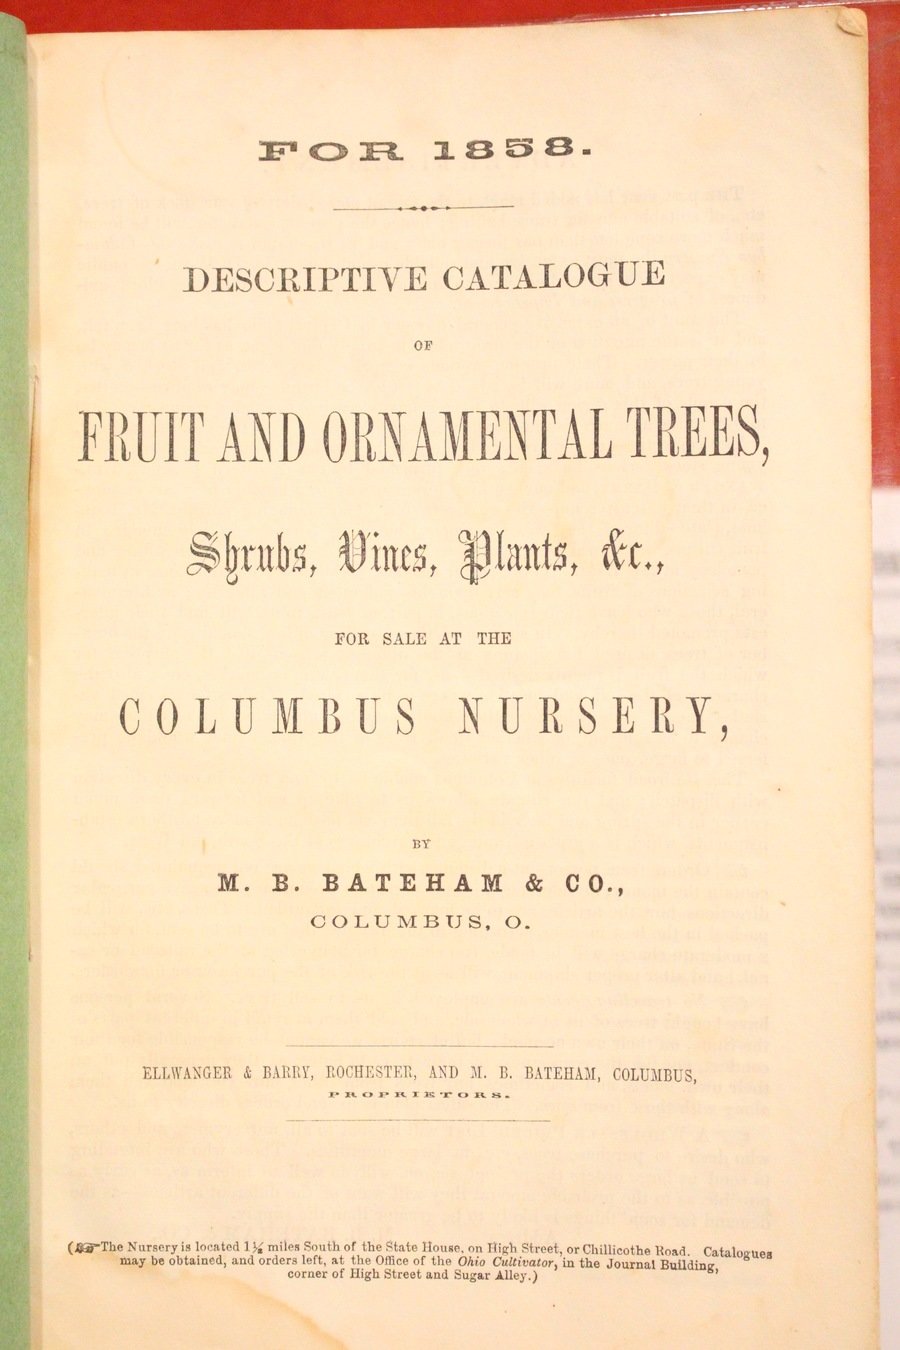 FOR 1858.
DESCRIPTIVE CATALOGUE
OF
FRUIT AND ORNAMENTAL TREES,
Shrubs, Vines, Plants, &c.,
FOR SALE AT THE
COLUMBUS NURSERY,
BY
M. B. BATEHAM & CO.,
COLUMBUS, O.
ELLWANGER & BARRY, ROCHESTER, AND M. B. BATEHAM, COLUMBUS,
PROPRIETORS.
(☞The Nursery is located 1½ miles South of the State House, on High Street, or Chillicothe Road. Catalogues
may be obtained, and orders left, at the Office of the Ohio Cultivator, in the Journal Building,
corner of High Street and Sugar Alley.)